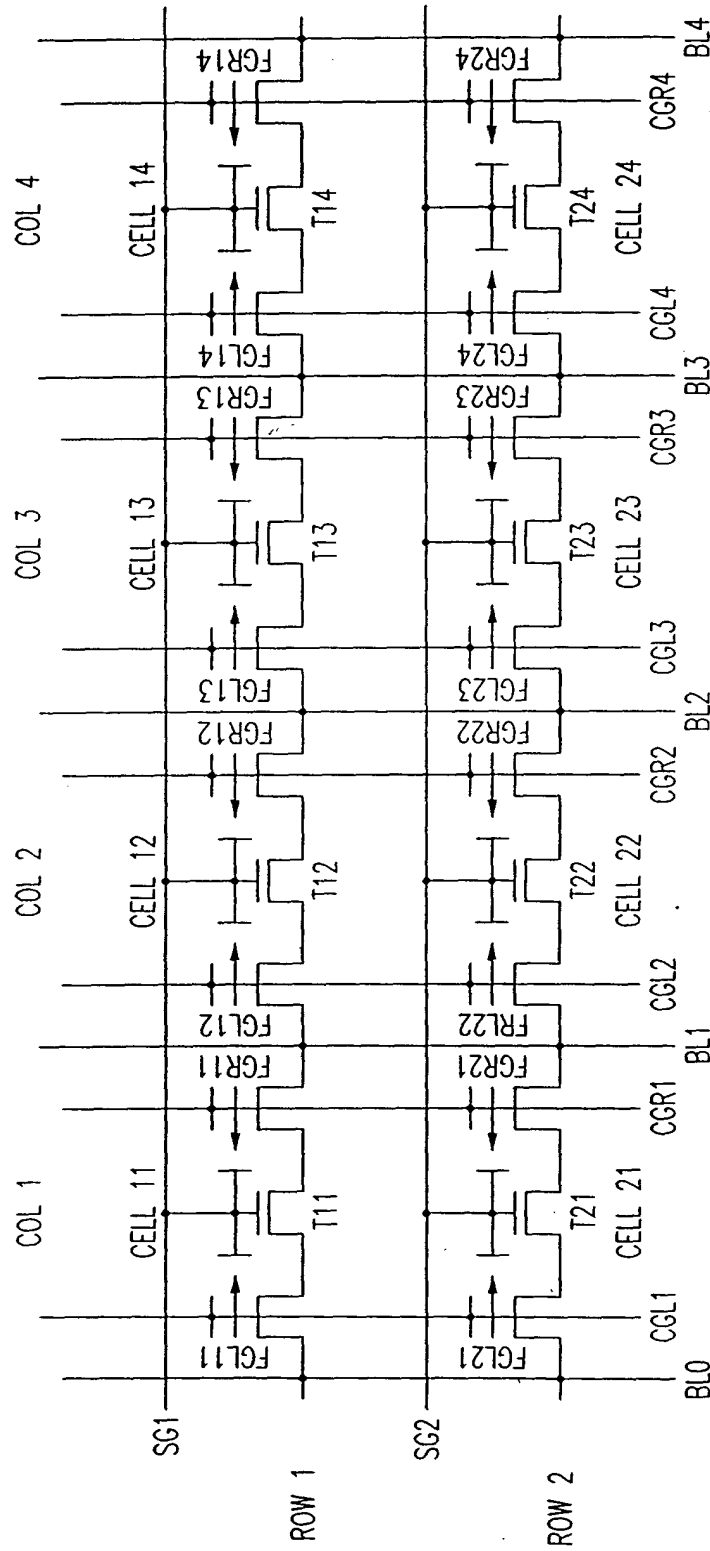 COL 1 COL 2 COL 3 COL 4
CELL 11 CELL 12 CELL 13 CELL 14
SG1
FGL11 FGR11 FGL12 FGR12 FGL13 FGR13 FGL14 FGR14
T11 T12 T13 T14
ROW 1
SG2
FGL21 FGR21 FRL22 FGR22 FGL23 FGR23 FGL24 FGR24
T21 T22 T23 T24
ROW 2
CELL 21 CELL 22 CELL 23 CELL 24
CGL1 CGR1 CGL2 CGR2 CGL3 CGR3 CGL4 CGR4
BL0 BL1 BL2 BL3 BL4